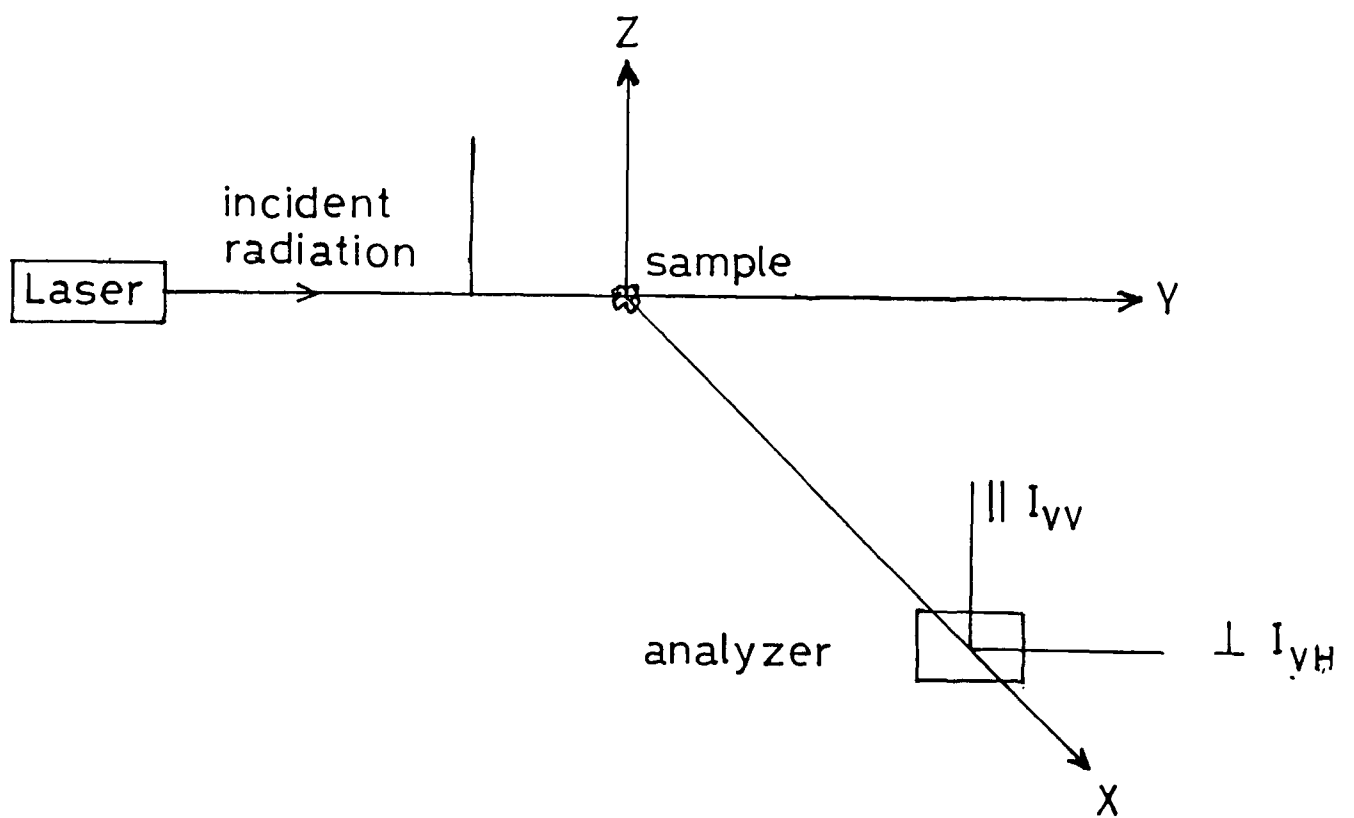 Z
incident
radiation
sample
Laser
Y
|| I_VV
analyzer
⊥ I_VH
X